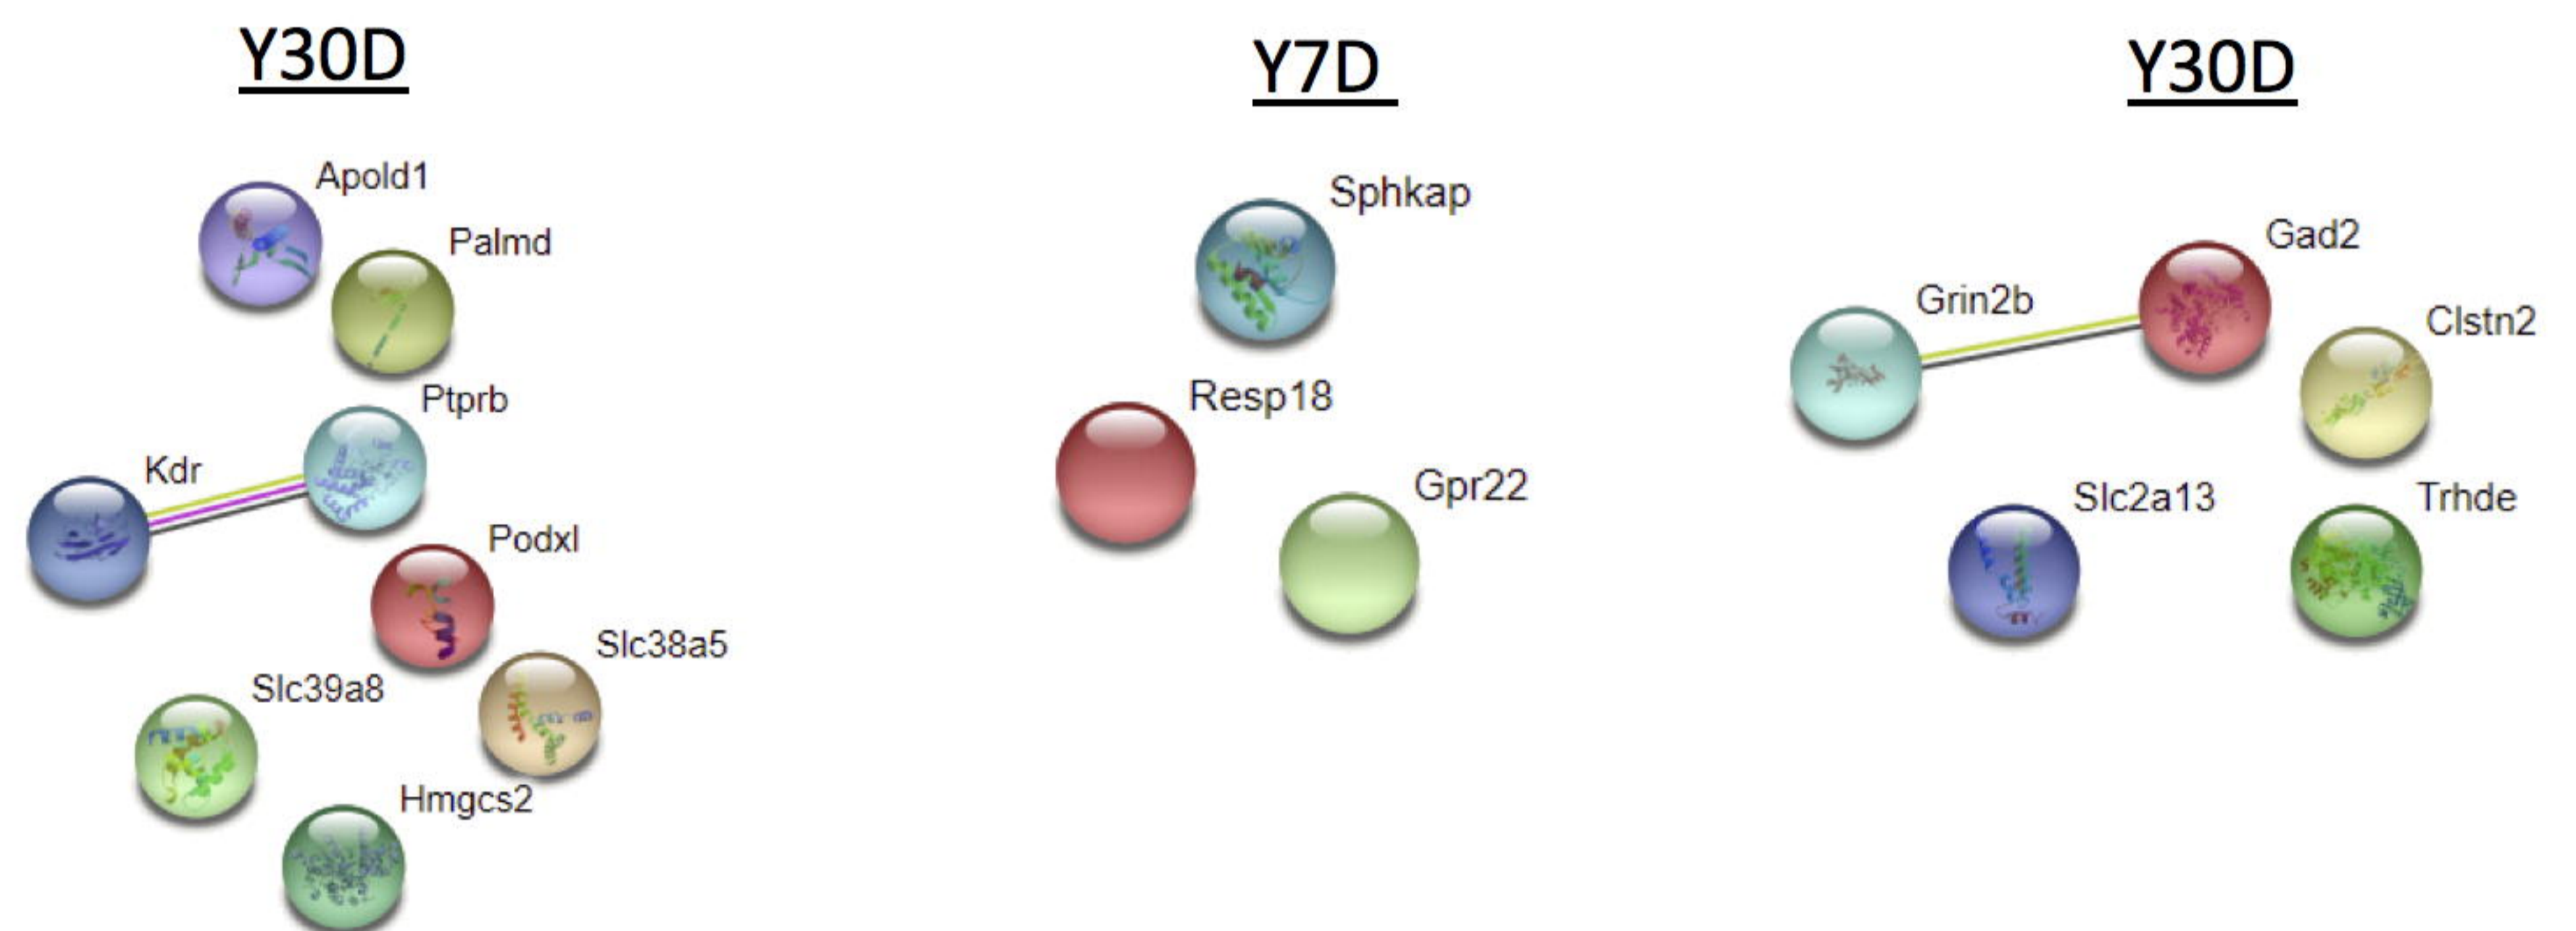 Y30D
Apold1
Palmd
Ptprb
Kdr
Podxl
Slc38a5
Slc39a8
Hmgcs2
Y7D
Sphkap
Resp18
Gpr22
Y30D
Gad2
Grin2b
Clstn2
Slc2a13
Trhde